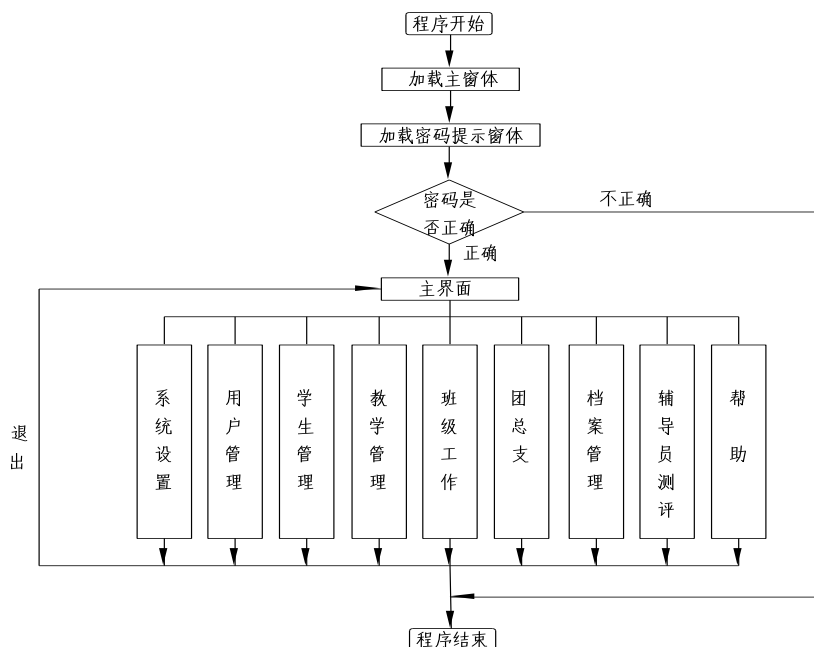 程序开始
加载主窗体
加载密码提示窗体
密码是
否正确
不正确
正确
主界面
系统设置
用户管理
学生管理
教学管理
班级工作
团总支
档案管理
辅导员测评
帮助
退出
程序结束